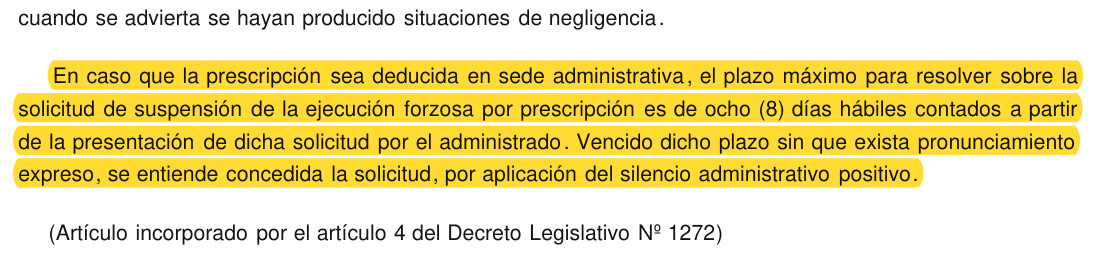 cuando se advierta se hayan producido situaciones de negligencia.
En caso que la prescripción sea deducida en sede administrativa, el plazo máximo para resolver sobre la
solicitud de suspensión de la ejecución forzosa por prescripción es de ocho (8) días hábiles contados a partir
de la presentación de dicha solicitud por el administrado. Vencido dicho plazo sin que exista pronunciamiento
expreso, se entiende concedida la solicitud, por aplicación del silencio administrativo positivo.
(Artículo incorporado por el artículo 4 del Decreto Legislativo Nº 1272)